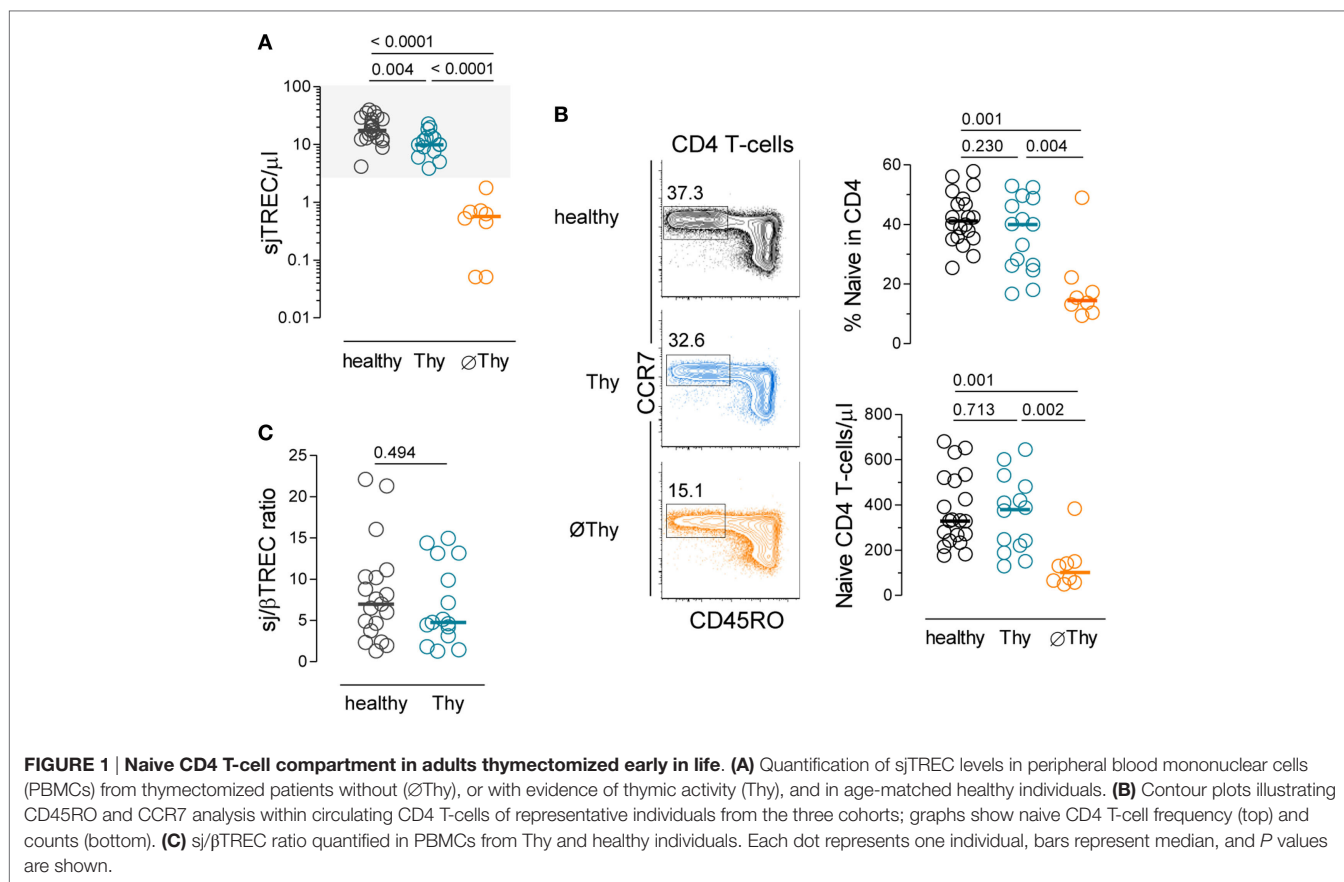 A
< 0.0001
0.004 < 0.0001
100
10
1
0.1
0.01
sjTREC/µl
healthy Thy ØThy
B
CD4 T-cells
healthy
37.3
Thy
32.6
ØThy
15.1
CCR7
CD45RO
0.001
0.230 0.004
60
40
20
0
% Naive in CD4
0.001
0.713 0.002
800
600
400
200
0
Naive CD4 T-cells/µl
healthy Thy ØThy
C
0.494
25
20
15
10
5
0
sj/βTREC ratio
healthy Thy
FIGURE 1 | Naive CD4 T-cell compartment in adults thymectomized early in life. (A) Quantification of sjTREC levels in peripheral blood mononuclear cells
(PBMCs) from thymectomized patients without (ØThy), or with evidence of thymic activity (Thy), and in age-matched healthy individuals. (B) Contour plots illustrating
CD45RO and CCR7 analysis within circulating CD4 T-cells of representative individuals from the three cohorts; graphs show naive CD4 T-cell frequency (top) and
counts (bottom). (C) sj/βTREC ratio quantified in PBMCs from Thy and healthy individuals. Each dot represents one individual, bars represent median, and P values
are shown.